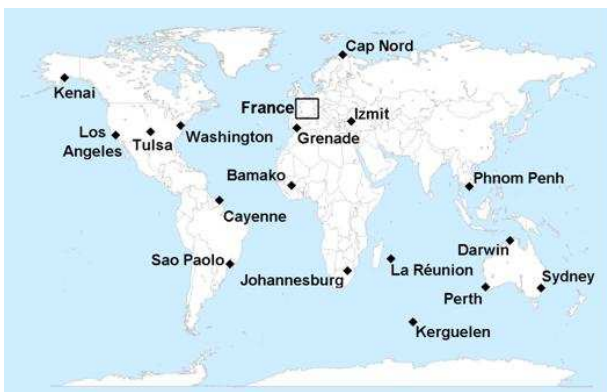 Cap Nord
Kenai
France
Izmit
Los
Angeles
Tulsa
Washington
Grenade
Bamako
Phnom Penh
Cayenne
Sao Paolo
Darwin
Johannesburg
La Réunion
Sydney
Perth
Kerguelen